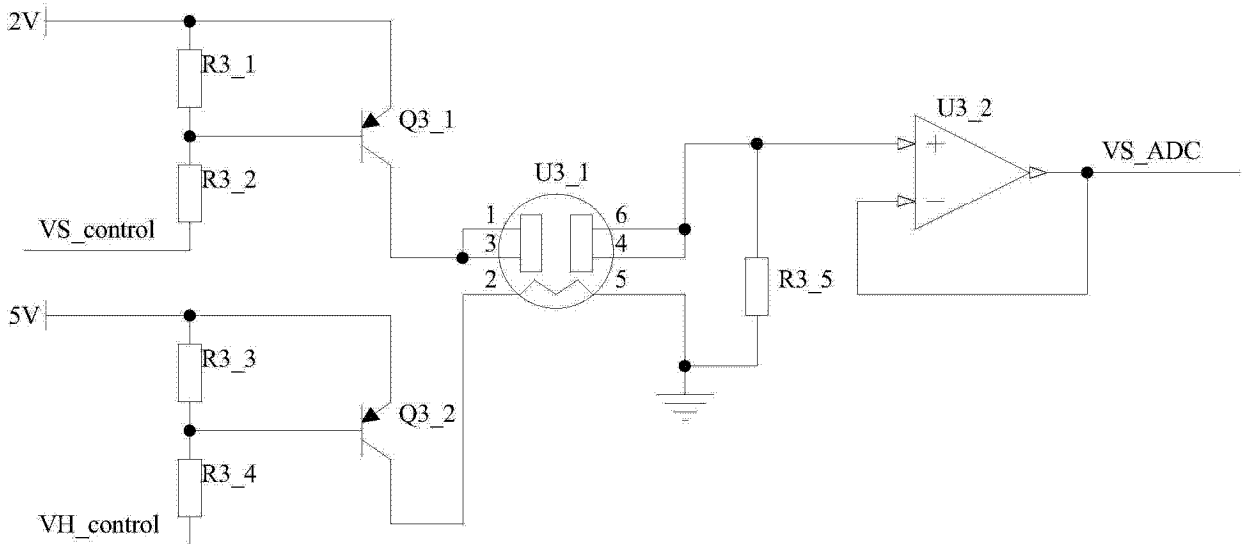 2V
R3_1
Q3_1
R3_2
VS_control
U3_1
1
3
2
6
4
5
U3_2
+
−
VS_ADC
R3_5
5V
R3_3
Q3_2
R3_4
VH_control